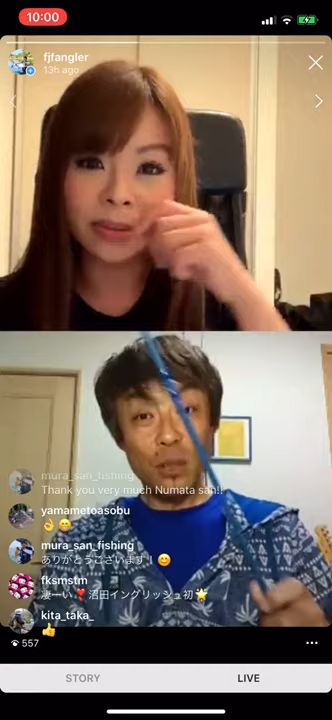 10:00
fjfangler
13h ago
mura_san_fishing
Thank you very much Numata san!!
yamametoasobu
👌😁
mura_san_fishing
ありがとうございます！😊
fksmstm
凄ーい❣️沼田イングリッシュ初🌟
kita_taka_
👍
557
STORY
LIVE